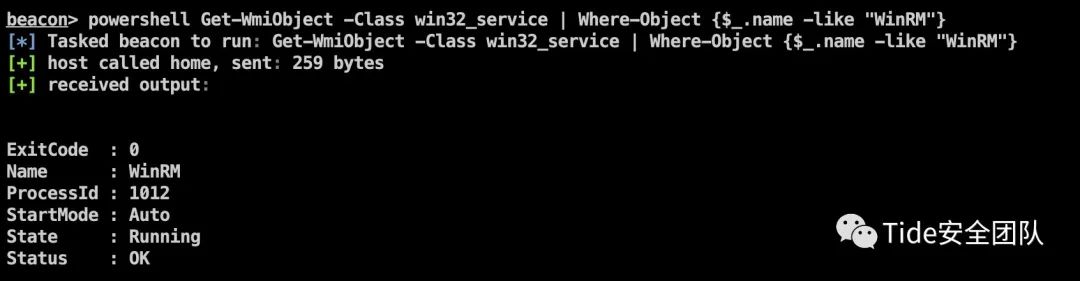 beacon> powershell Get-WmiObject -Class win32_service | Where-Object {$_.name -like "WinRM"}
[*] Tasked beacon to run: Get-WmiObject -Class win32_service | Where-Object {$_.name -like "WinRM"}
[+] host called home, sent: 259 bytes
[+] received output:
ExitCode  : 0
Name      : WinRM
ProcessId : 1012
StartMode : Auto
State     : Running
Status    : OK
Tide安全团队